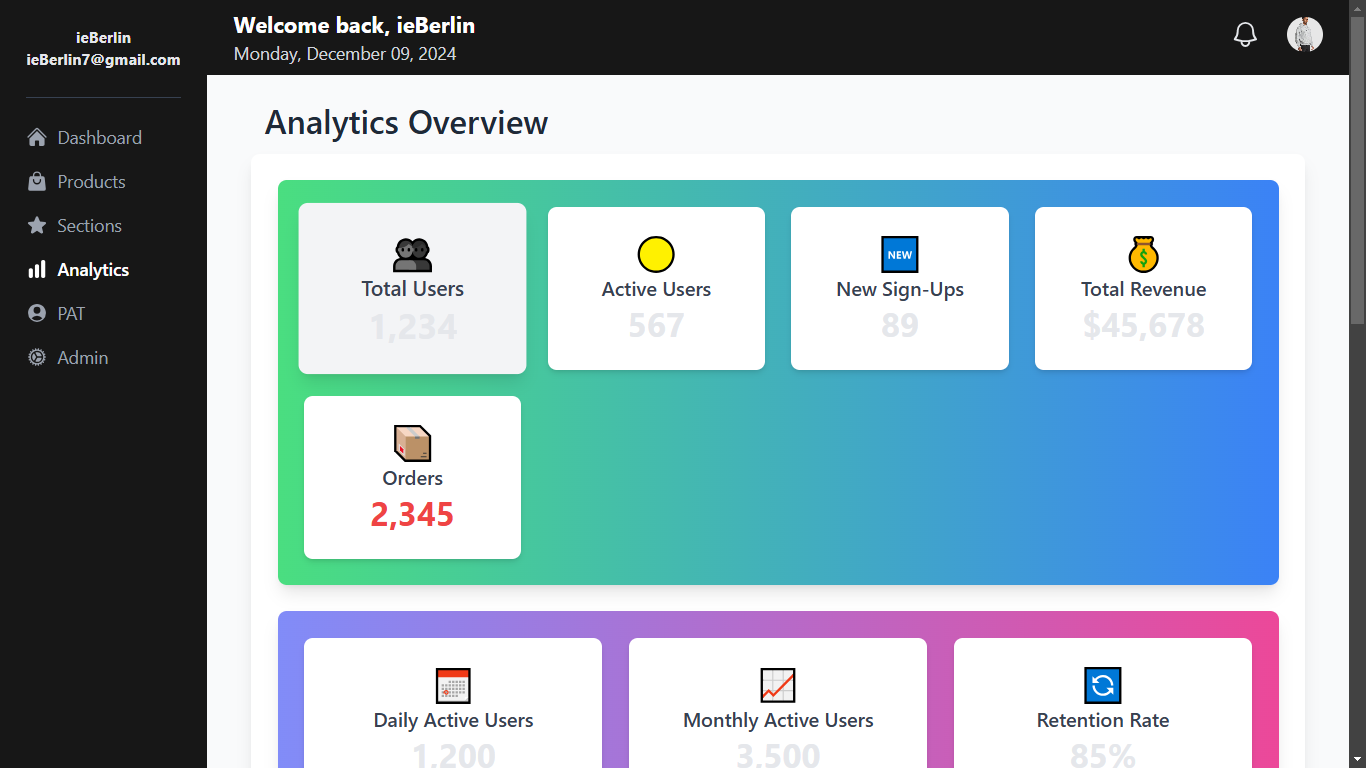 ieBerlin
ieBerlin7@gmail.com
Dashboard
Products
Sections
Analytics
PAT
Admin
Welcome back, ieBerlin
Monday, December 09, 2024
Analytics Overview
Total Users
1,234
Active Users
567
NEW
New Sign-Ups
89
$
Total Revenue
$45,678
Orders
2,345
Daily Active Users
1,200
Monthly Active Users
3,500
Retention Rate
85%